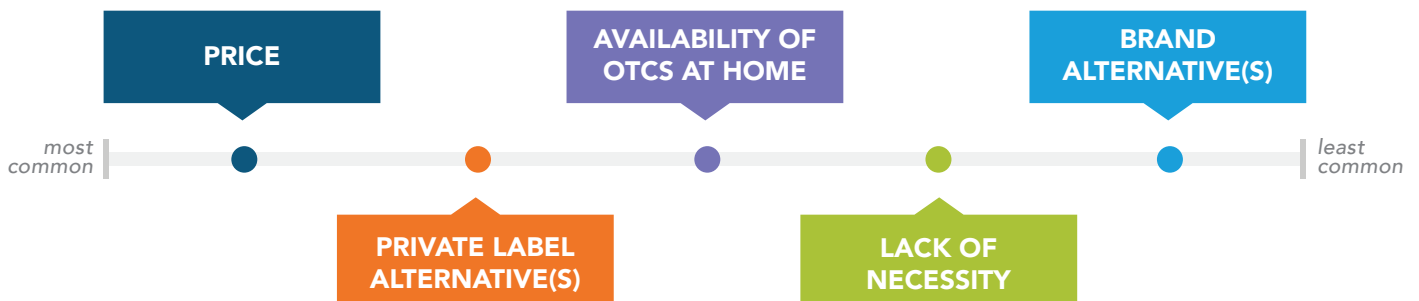 PRICE
AVAILABILITY OF
OTCS AT HOME
BRAND
ALTERNATIVE(S)
most
common
least
common
PRIVATE LABEL
ALTERNATIVE(S)
LACK OF
NECESSITY